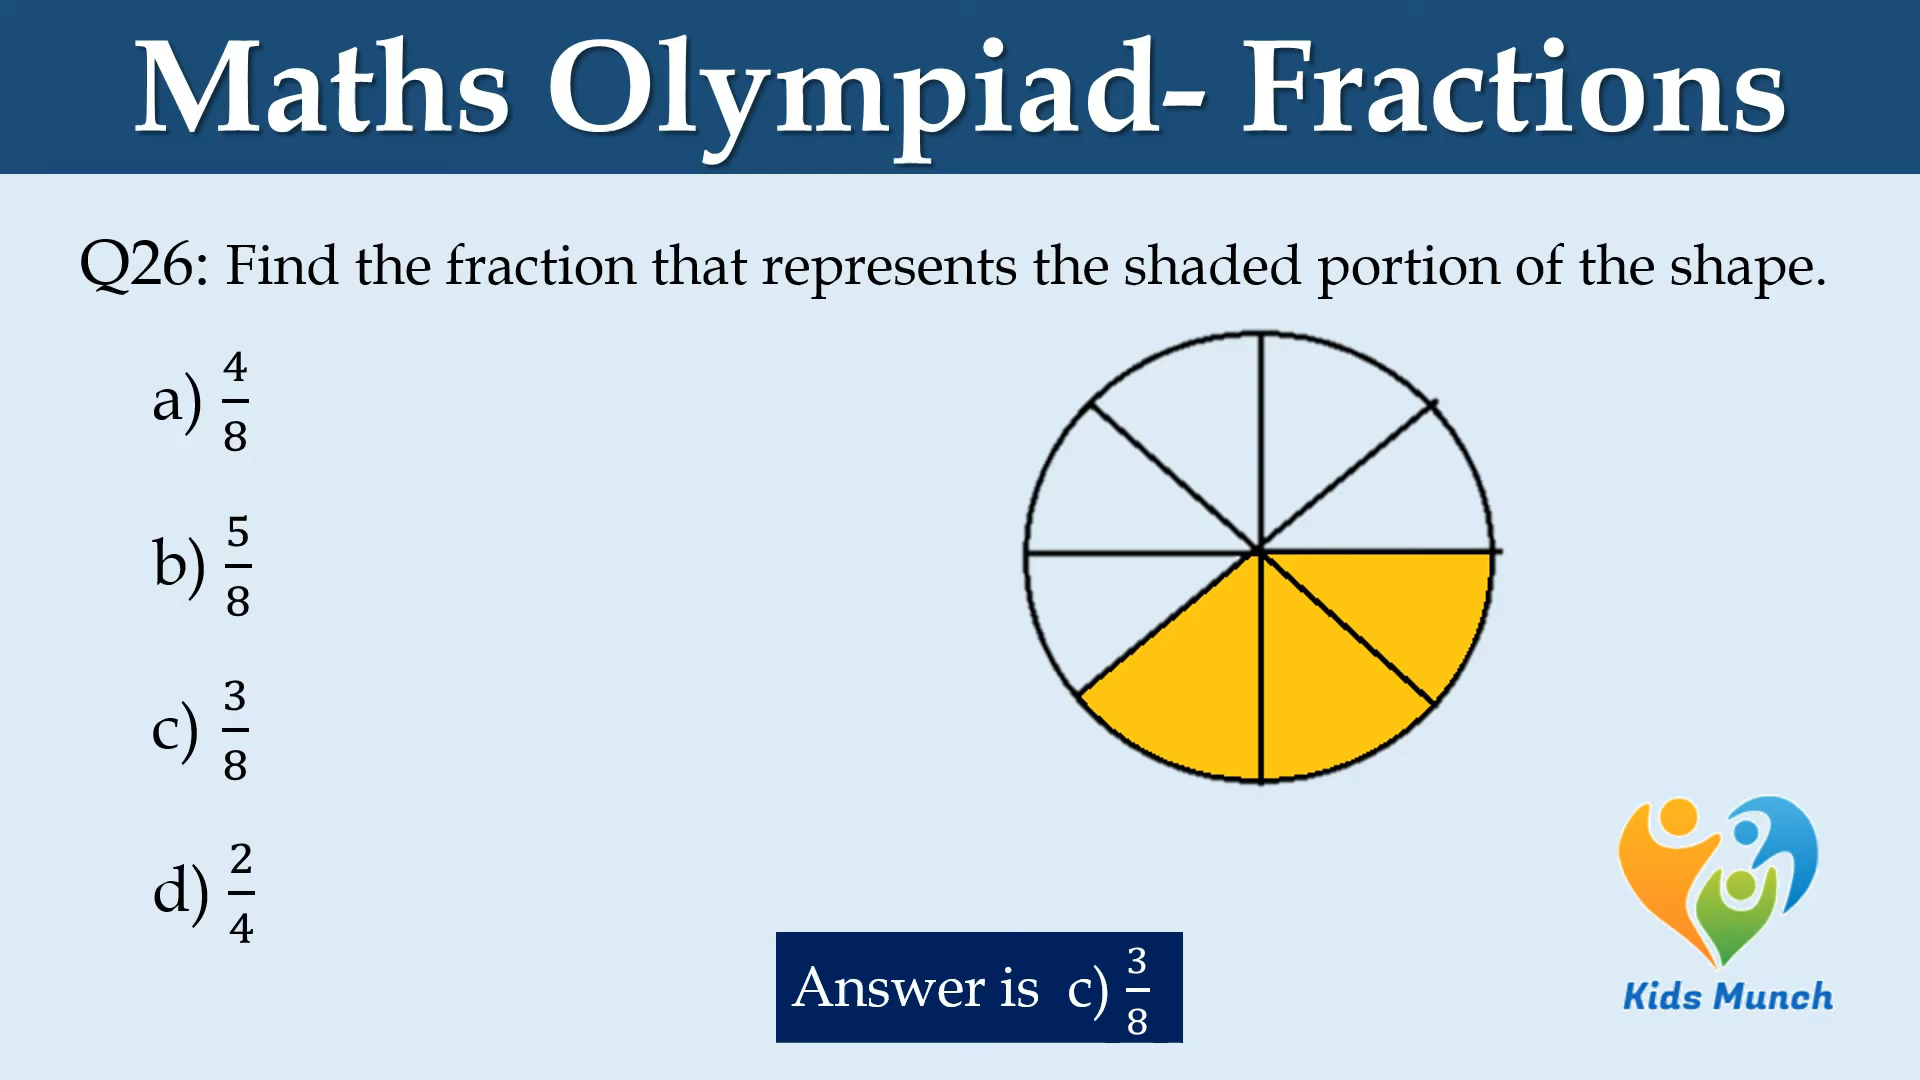 Maths Olympiad- Fractions
Q26: Find the fraction that represents the shaded portion of the shape.
a) 4/8
b) 5/8
c) 3/8
d) 2/4
Answer is c) 3/8
Kids Munch